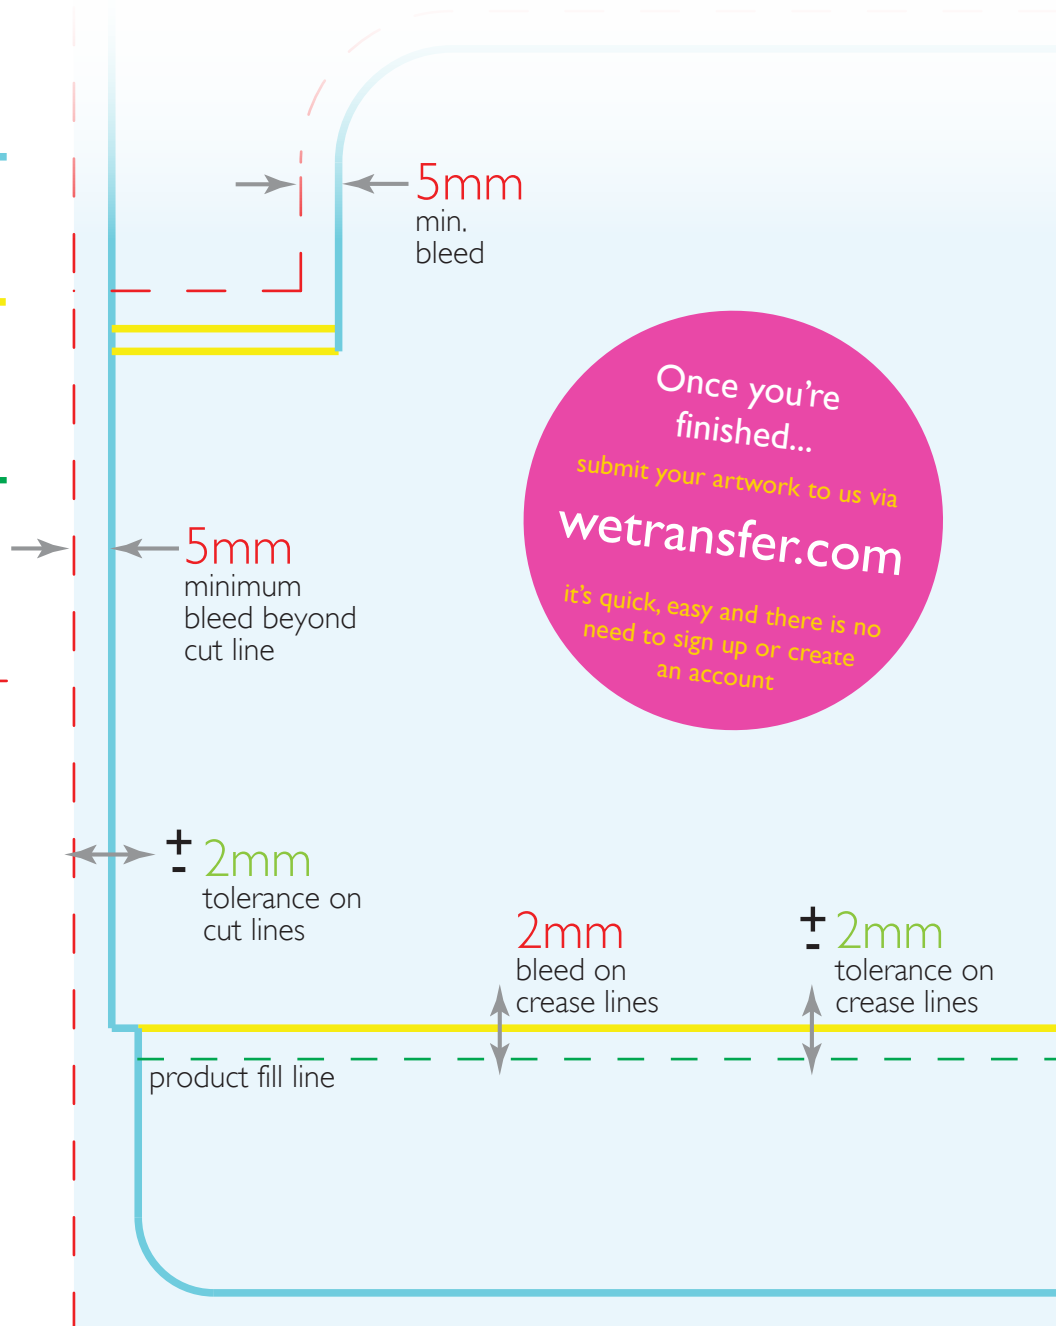 5mm
min.
bleed
Once you're
finished...
submit your artwork to us via
wetransfer.com
it's quick, easy and there is no
need to sign up or create
an account
5mm
minimum
bleed beyond
cut line
+
- 2mm
tolerance on
cut lines
2mm
bleed on
crease lines
+
- 2mm
tolerance on
crease lines
product fill line